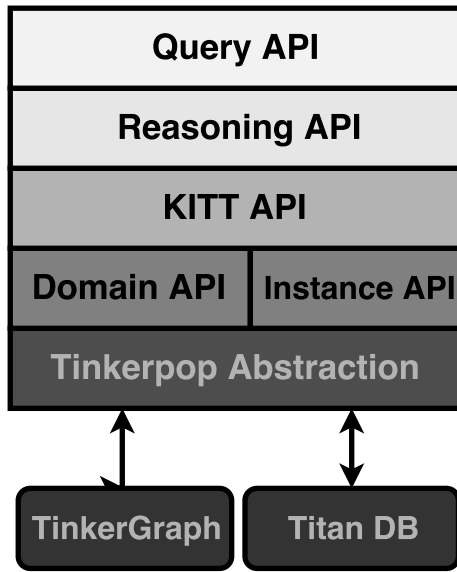 Query API
Reasoning API
KITT API
Domain API
Instance API
Tinkerpop Abstraction
TinkerGraph
Titan DB